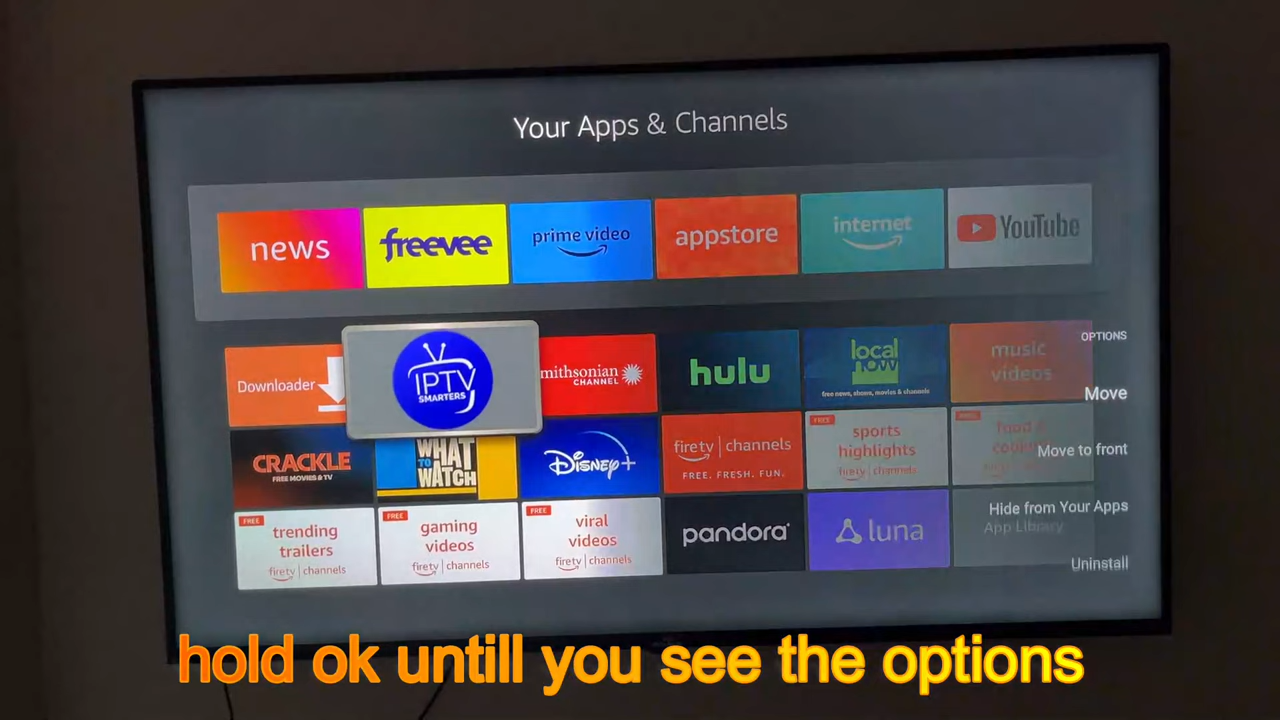 Your Apps & Channels
news
freevee
prime video
appstore
internet
YouTube
Downloader
IPTV
SMARTERS
mithsonian
CHANNEL
hulu
local
now
free news, shows, movies & channels
music
videos
OPTIONS
Move
CRACKLE
FREE MOVIES & TV
WHAT
TO
WATCH
Disney+
firetv | channels
FREE. FRESH. FUN.
FREE
sports
highlights
firetv | channels
FREE
food &
Move to front
FREE
trending
trailers
firetv | channels
FREE
gaming
videos
firetv | channels
FREE
viral
videos
firetv | channels
pandora
luna
Hide from Your Apps
App Library
Uninstall
hold ok untill you see the options